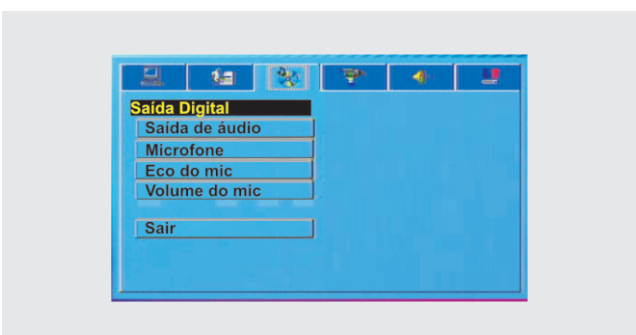 Saída Digital
Saída de áudio
Microfone
Eco do mic
Volume do mic
Sair